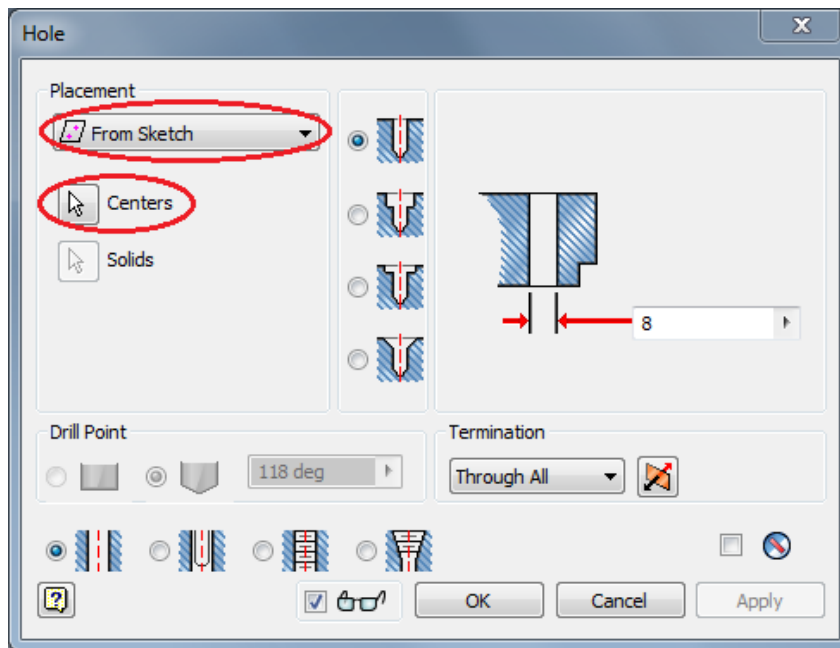 Hole
Placement
From Sketch
Centers
Solids
8
Drill Point
118 deg
Termination
Through All
OK
Cancel
Apply